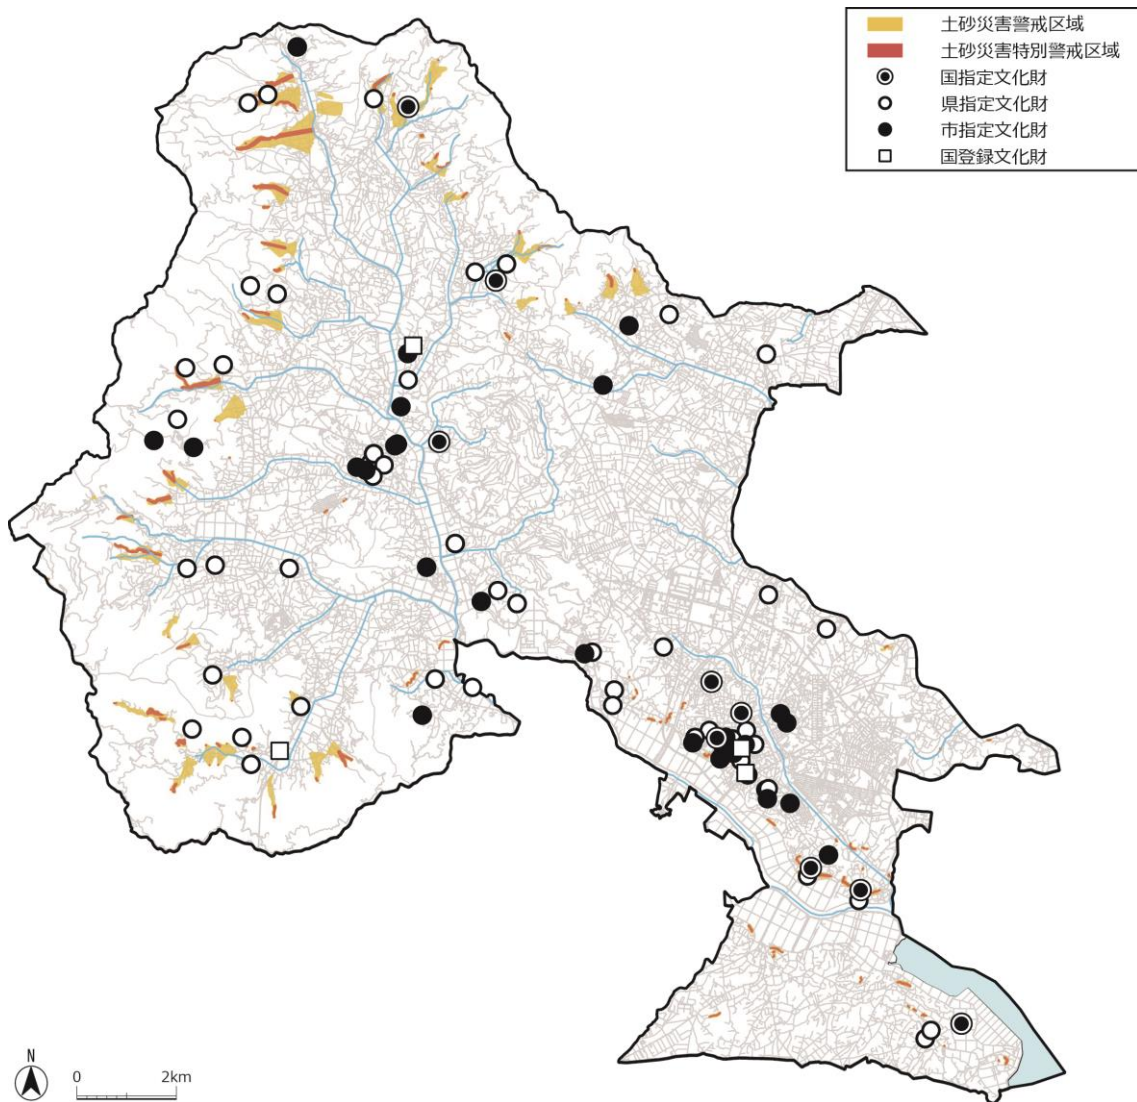 土砂災害警戒区域
土砂災害特別警戒区域
国指定文化財
県指定文化財
市指定文化財
国登録文化財
N
0 2km